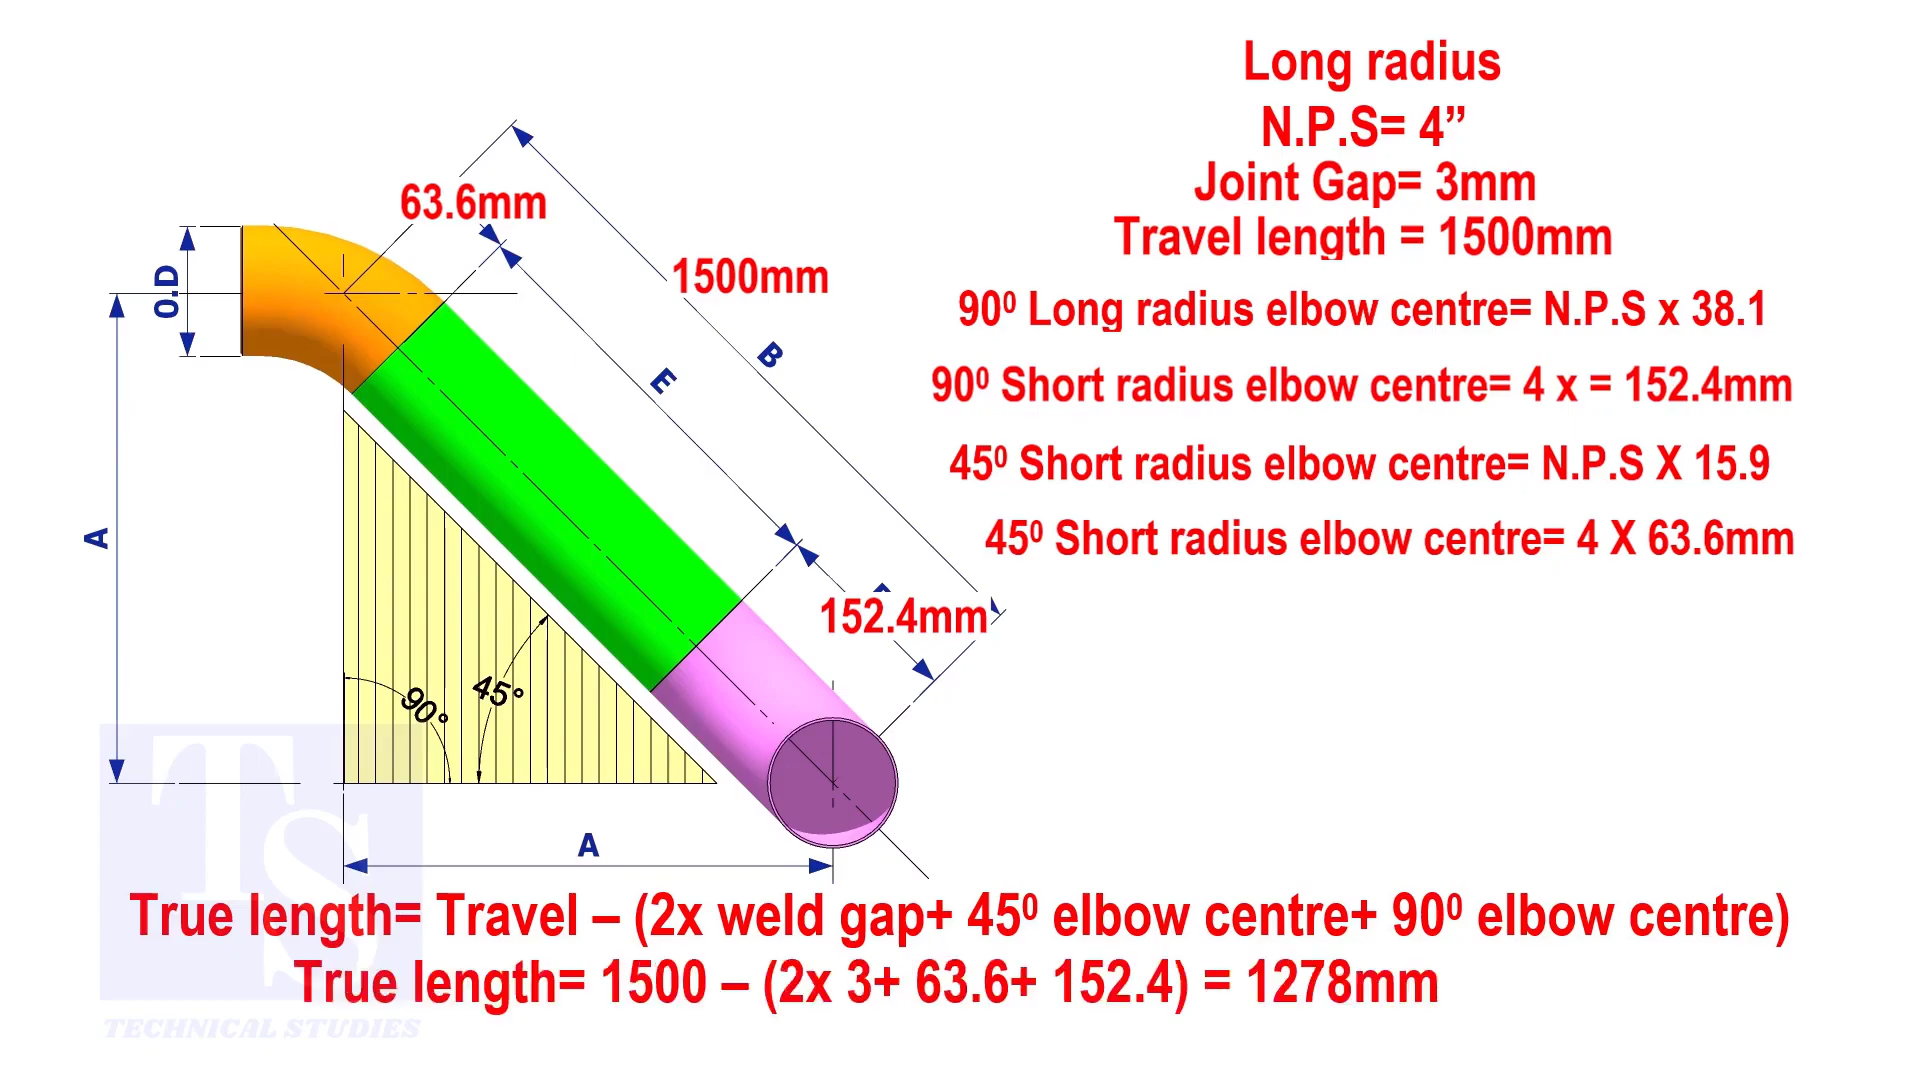 Long radius
N.P.S= 4”
Joint Gap= 3mm
Travel length = 1500mm
90⁰ Long radius elbow centre= N.P.S x 38.1
90⁰ Short radius elbow centre= 4 x = 152.4mm
45⁰ Short radius elbow centre= N.P.S X 15.9
45⁰ Short radius elbow centre= 4 X 63.6mm
63.6mm
1500mm
O.D
B
E
A
152.4mm
90°
45°
A
True length= Travel – (2x weld gap+ 45⁰ elbow centre+ 90⁰ elbow centre)
True length= 1500 – (2x 3+ 63.6+ 152.4) = 1278mm
TS
TECHNICAL STUDIES